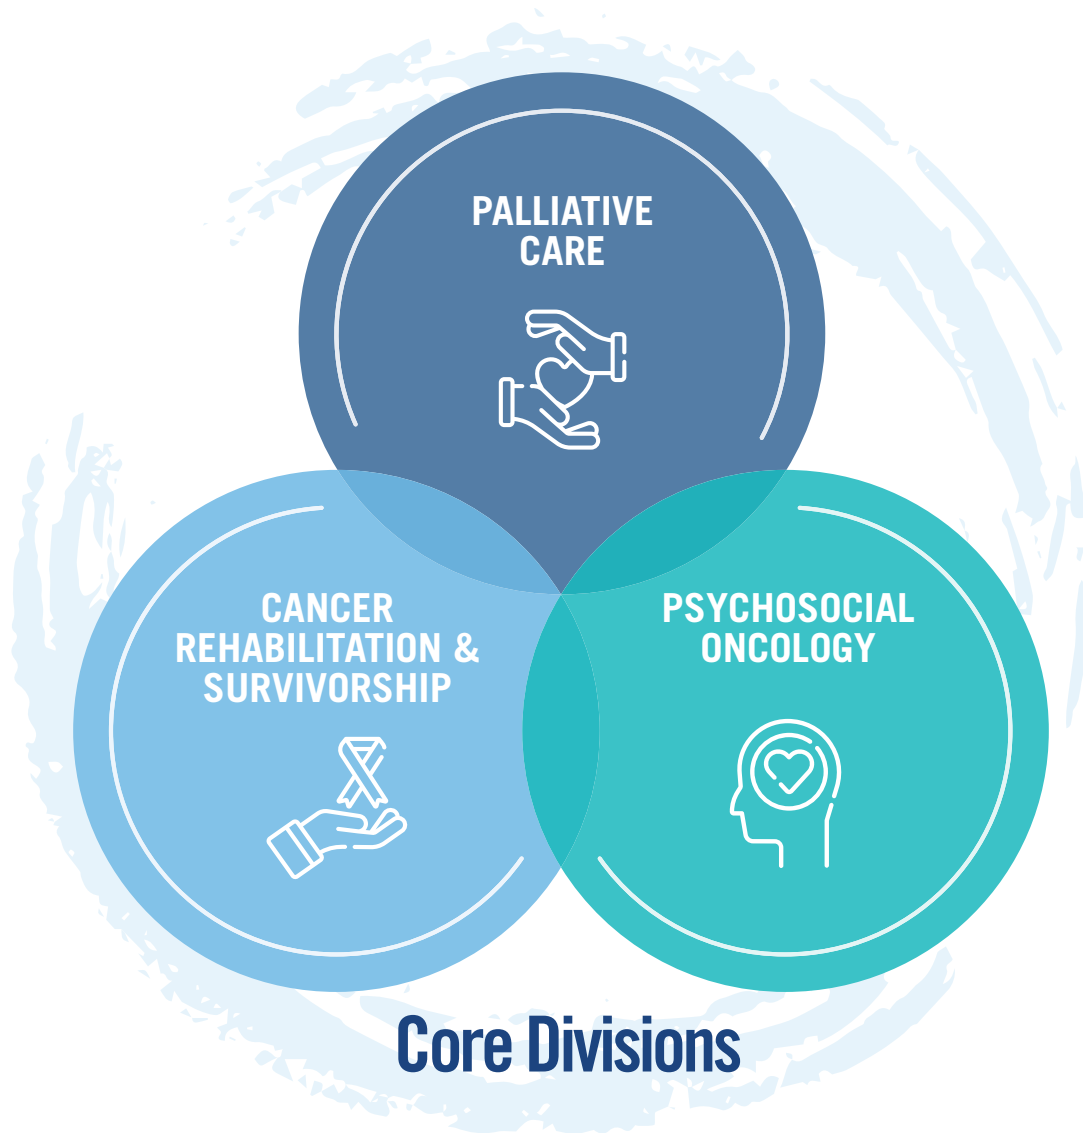 PALLIATIVE
CARE
CANCER
REHABILITATION &
SURVIVORSHIP
PSYCHOSOCIAL
ONCOLOGY
Core Divisions